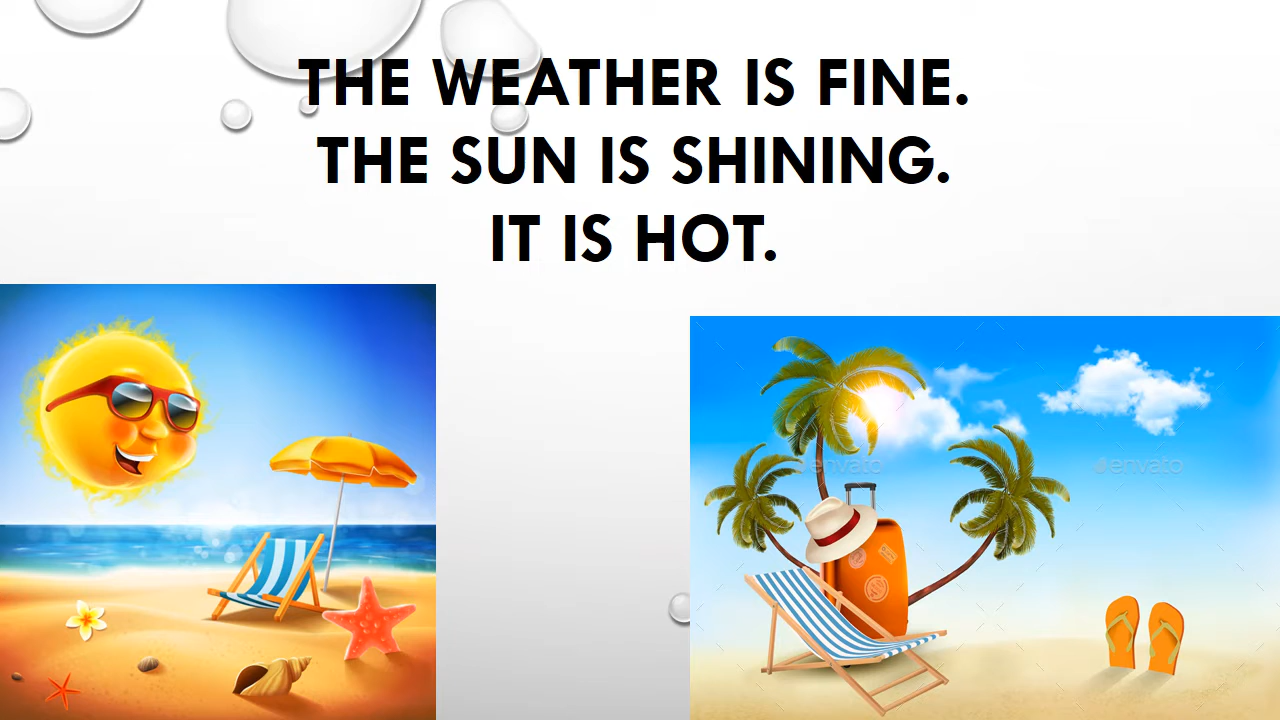 THE WEATHER IS FINE.
THE SUN IS SHINING.
IT IS HOT.
envato
envato